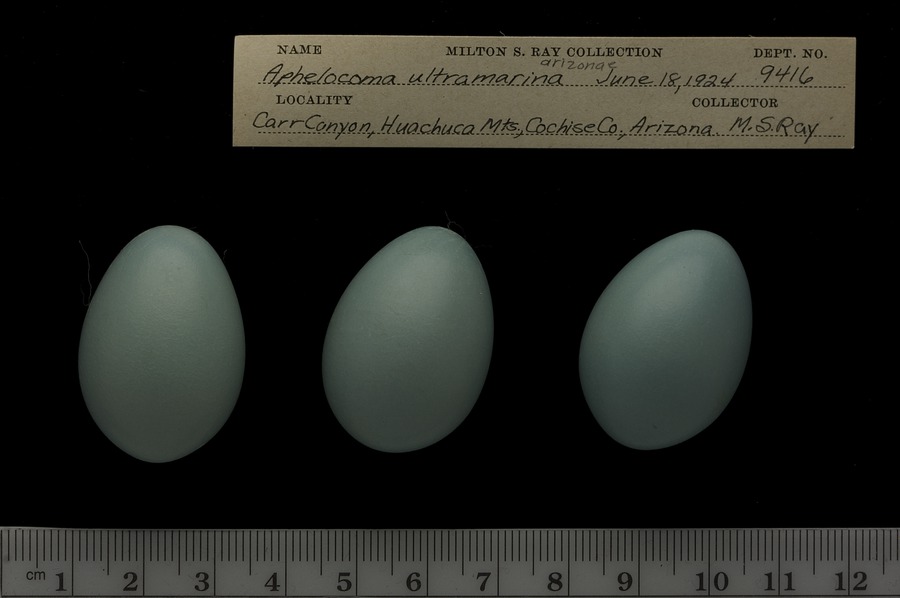 NAME MILTON S. RAY COLLECTION DEPT. NO.
arizonae
Aphelocoma ultramarina June 18, 1924 9416
LOCALITY COLLECTOR
Carr Conyon, Huachuca Mts, Cochise Co., Arizona. M.S. Ray
cm 1 2 3 4 5 6 7 8 9 10 11 12